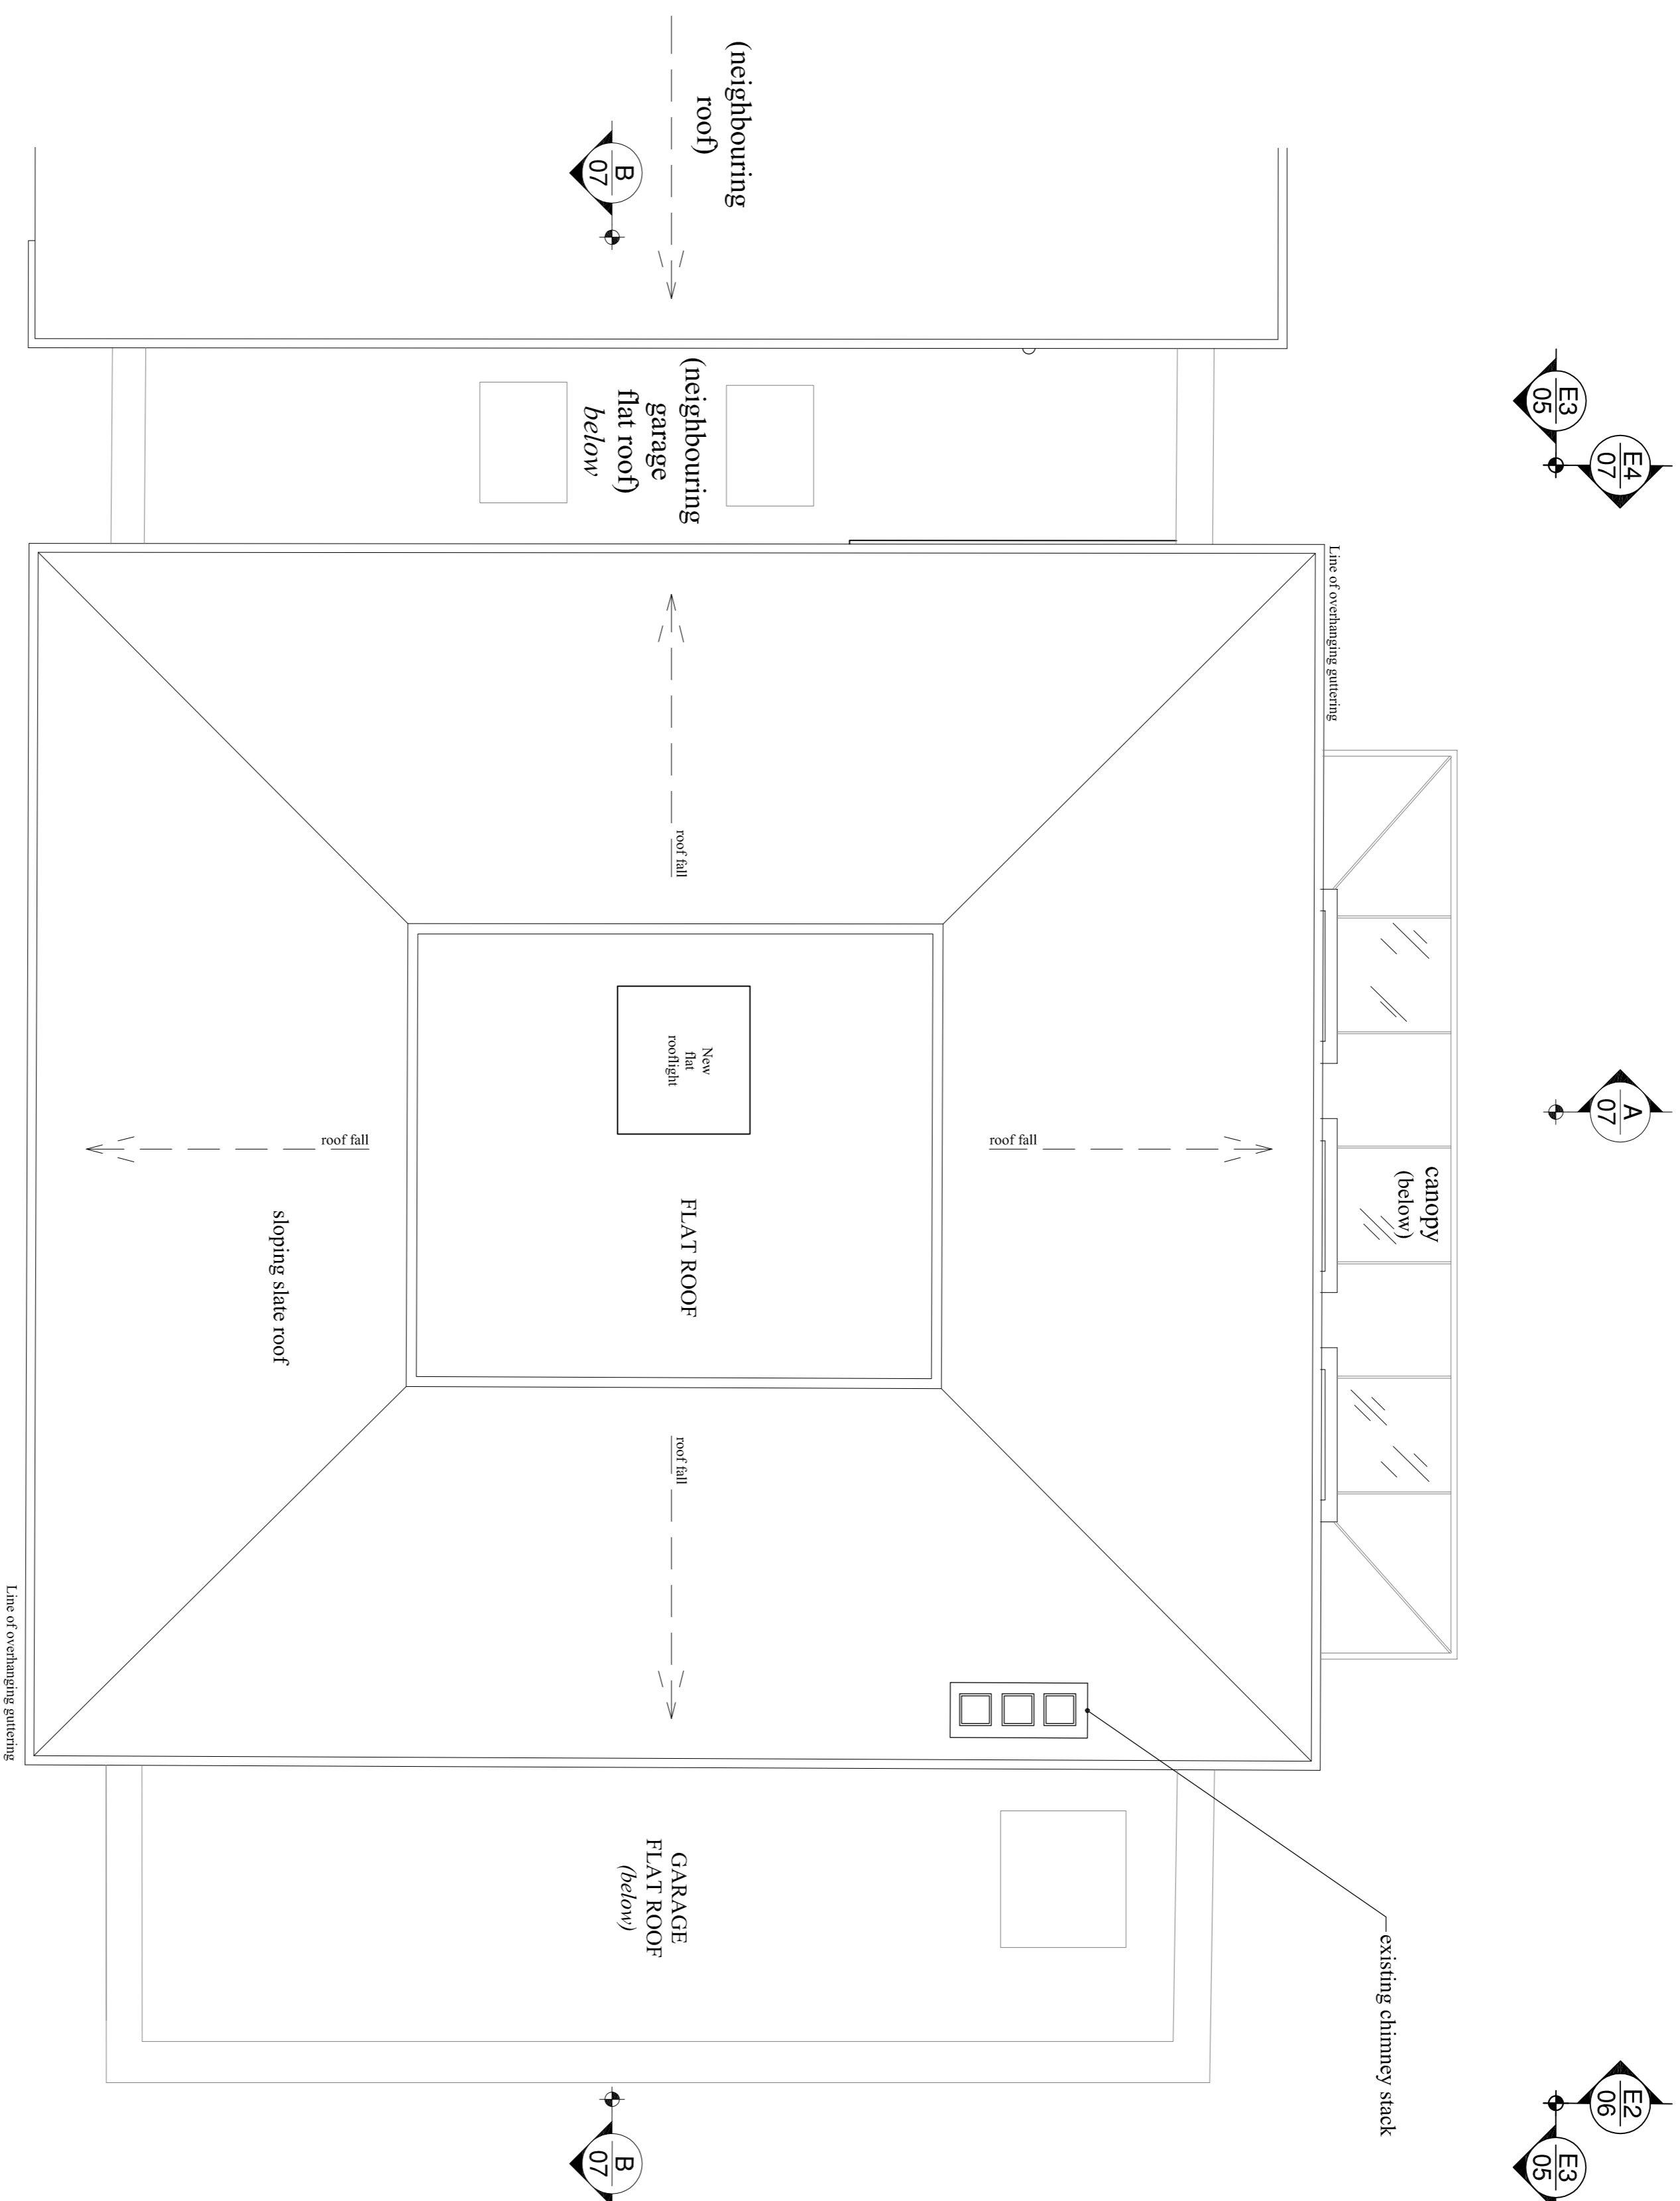 (neighbouring
roof)
B
07
(neighbouring
garage
flat roof)
below
E3
05
E4
07
Line of overhanging guttering
roof fall
New
flat
rooflight
FLAT ROOF
roof fall
roof fall
sloping slate roof
roof fall
A
07
canopy
(below)
Line of overhanging guttering
GARAGE
FLAT ROOF
(below)
existing chimney stack
E2
06
E3
05
B
07